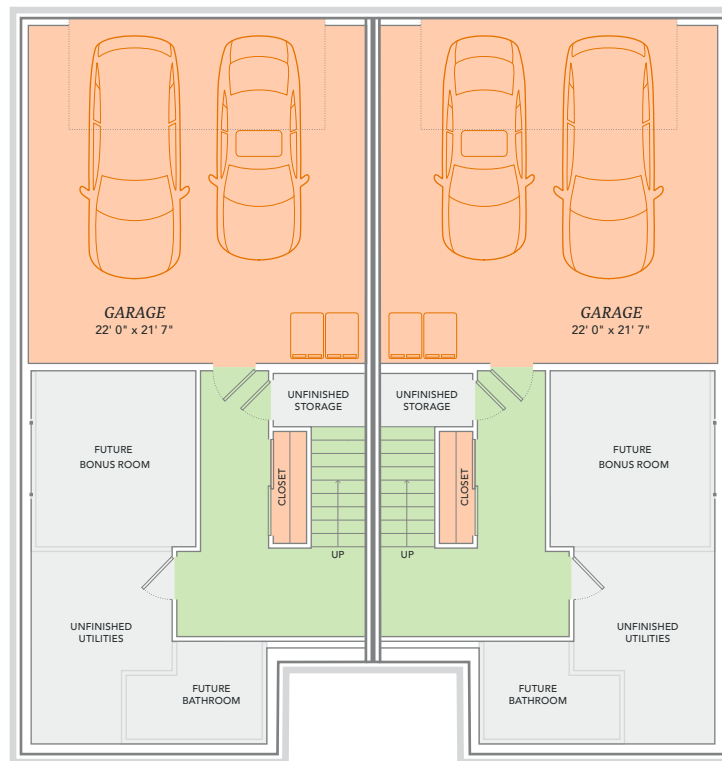 GARAGE
22' 0" x 21' 7"
GARAGE
22' 0" x 21' 7"
UNFINISHED
STORAGE
UNFINISHED
STORAGE
FUTURE
BONUS ROOM
CLOSET
CLOSET
FUTURE
BONUS ROOM
UP
UP
UNFINISHED
UTILITIES
UNFINISHED
UTILITIES
FUTURE
BATHROOM
FUTURE
BATHROOM